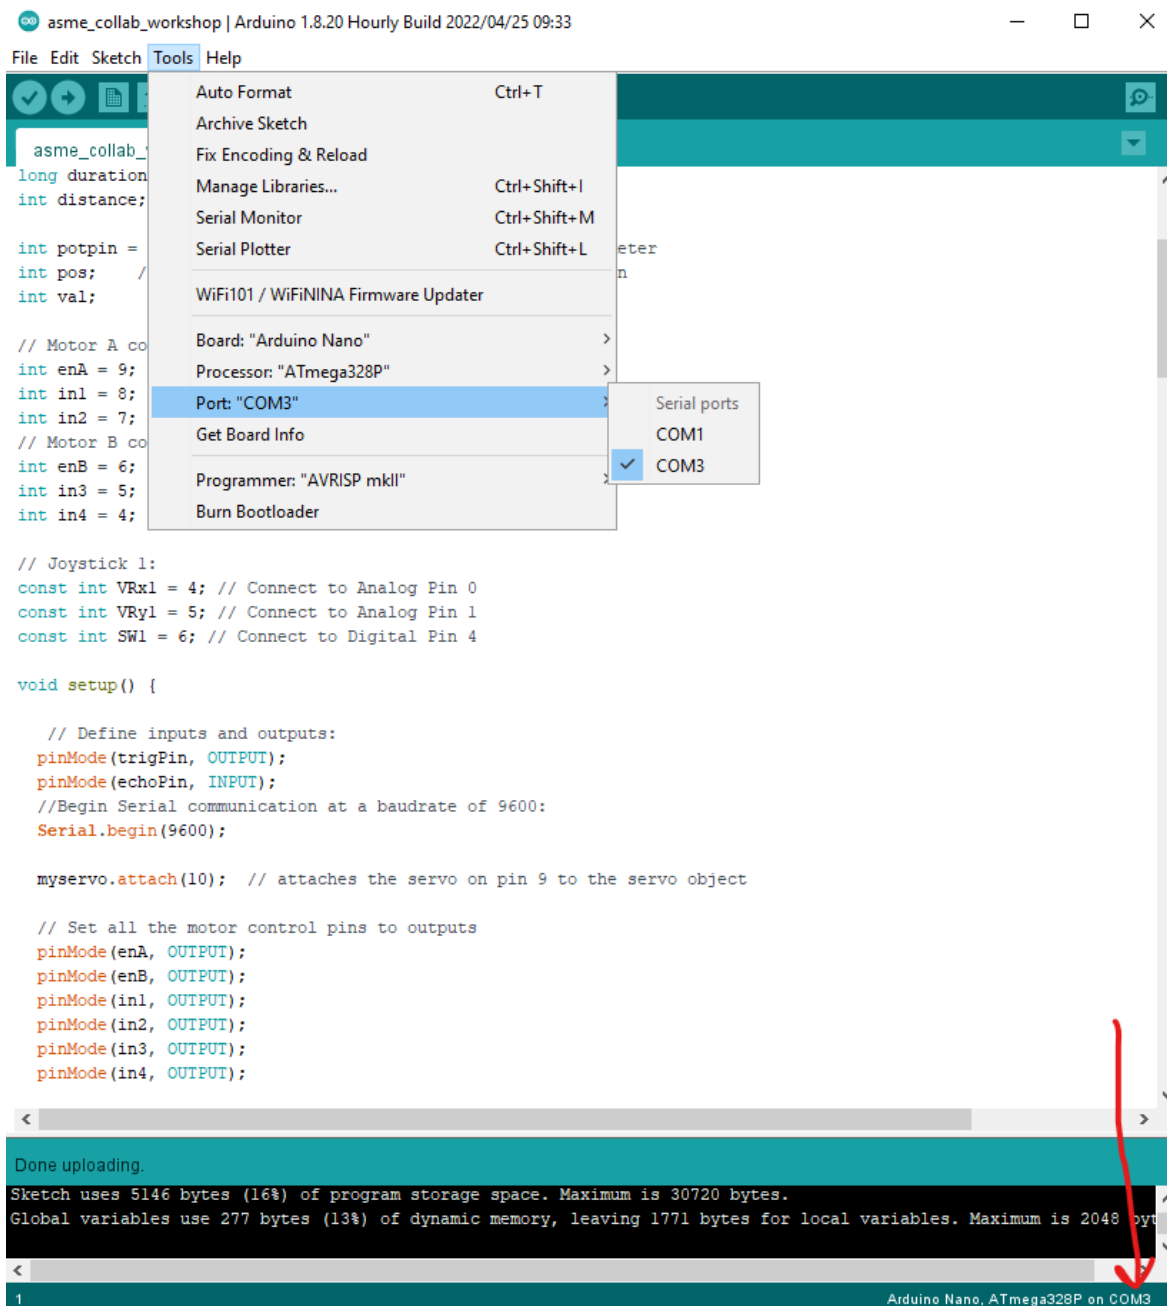 asme_collab_workshop | Arduino 1.8.20 Hourly Build 2022/04/25 09:33
File Edit Sketch Tools Help
Auto Format Ctrl+T
Archive Sketch
Fix Encoding & Reload
Manage Libraries... Ctrl+Shift+I
Serial Monitor Ctrl+Shift+M
Serial Plotter Ctrl+Shift+L
WiFi101 / WiFiNINA Firmware Updater
Board: "Arduino Nano"
Processor: "ATmega328P"
Port: "COM3"
Get Board Info
Programmer: "AVRISP mkII"
Burn Bootloader
Serial ports
COM1
COM3
asme_collab_
long duration
int distance;
int potpin = eter
int pos; / n
int val;
// Motor A co
int enA = 9;
int in1 = 8;
int in2 = 7;
// Motor B co
int enB = 6;
int in3 = 5;
int in4 = 4;
// Joystick 1:
const int VRx1 = 4; // Connect to Analog Pin 0
const int VRy1 = 5; // Connect to Analog Pin 1
const int SW1 = 6; // Connect to Digital Pin 4
void setup() {
// Define inputs and outputs:
pinMode(trigPin, OUTPUT);
pinMode(echoPin, INPUT);
//Begin Serial communication at a baudrate of 9600:
Serial.begin(9600);
myservo.attach(10); // attaches the servo on pin 9 to the servo object
// Set all the motor control pins to outputs
pinMode(enA, OUTPUT);
pinMode(enB, OUTPUT);
pinMode(in1, OUTPUT);
pinMode(in2, OUTPUT);
pinMode(in3, OUTPUT);
pinMode(in4, OUTPUT);
Done uploading.
Sketch uses 5146 bytes (16%) of program storage space. Maximum is 30720 bytes.
Global variables use 277 bytes (13%) of dynamic memory, leaving 1771 bytes for local variables. Maximum is 2048 byt
1 Arduino Nano, ATmega328P on COM3